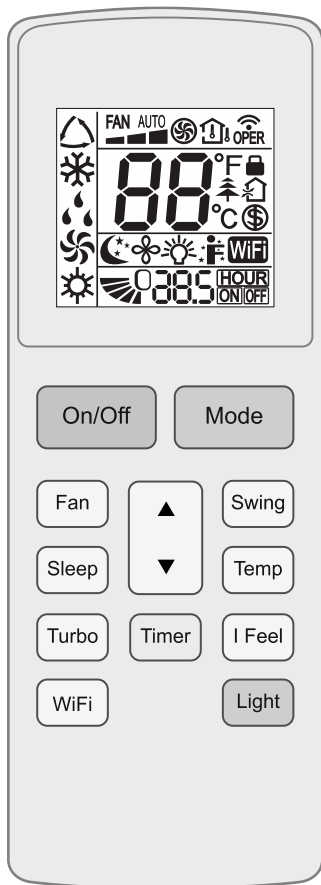 FAN AUTO
OPER
88°F
°C
WiFi
38.5 HOUR
ON OFF
On/Off Mode
Fan Swing
Sleep Temp
Turbo Timer I Feel
WiFi Light